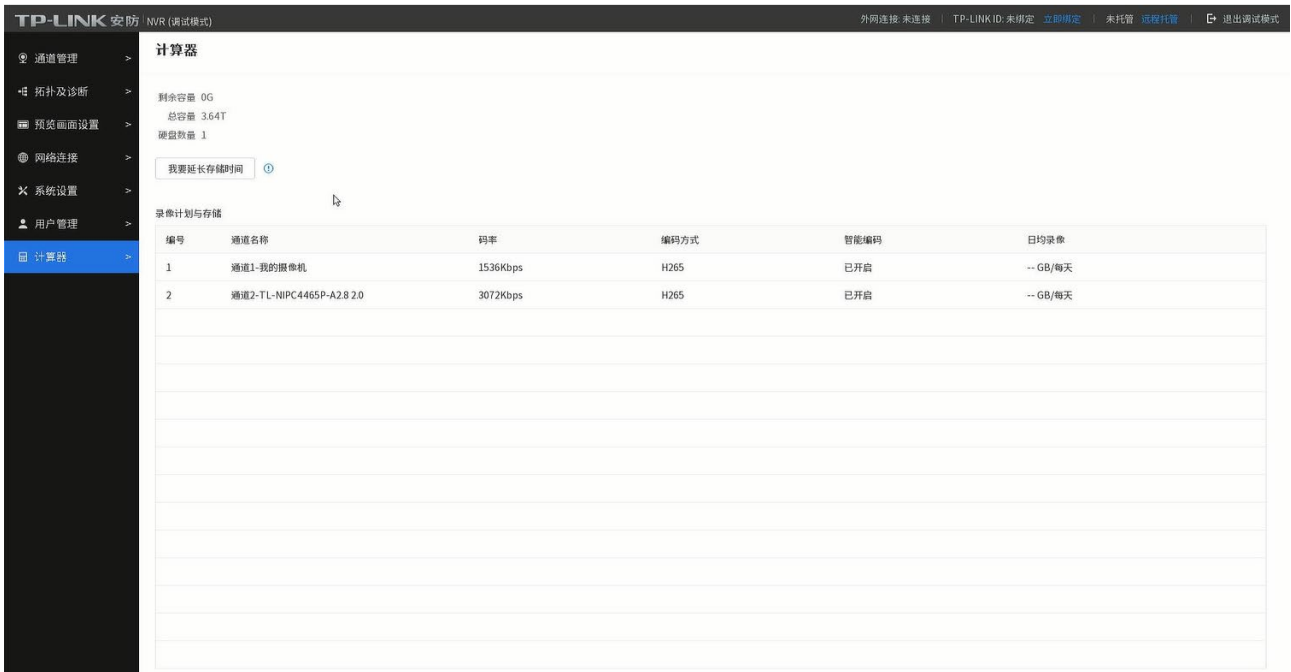 TP-LINK 安防 NVR (调试模式) 外网连接:未连接 TP-LINK ID:未绑定 立即绑定 未托管 远程托管 退出调试模式
通道管理 >
拓扑及诊断 >
预览画面设置 >
网络连接 >
系统设置 >
用户管理 >
计算器 >
计算器
剩余容量 0G
总容量 3.64T
硬盘数量 1
我要延长存储时间
录像计划与存储
编号 通道名称 码率 编码方式 智能编码 日均录像
1 通道1-我的摄像机 1536Kbps H265 已开启 -- GB/每天
2 通道2-TL-NIPC4465P-A2.8 2.0 3072Kbps H265 已开启 -- GB/每天